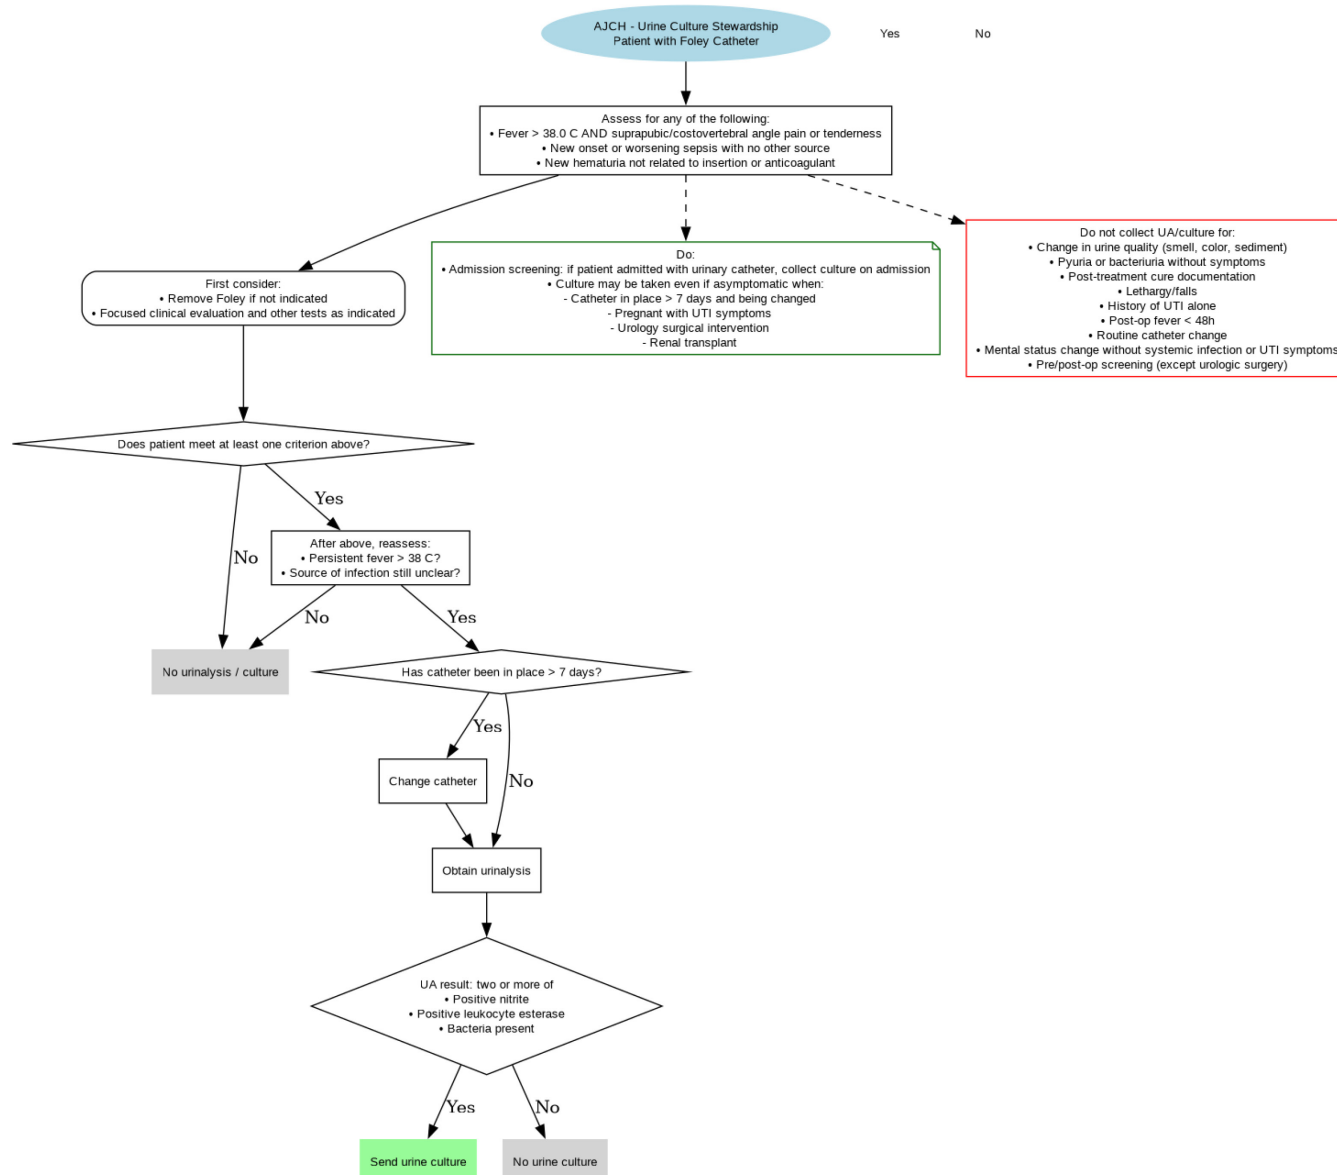 AJCH - Urine Culture Stewardship
Patient with Foley Catheter
Yes
No
Assess for any of the following:
• Fever > 38.0 C AND suprapubic/costovertebral angle pain or tenderness
• New onset or worsening sepsis with no other source
• New hematuria not related to insertion or anticoagulant
First consider:
• Remove Foley if not indicated
• Focused clinical evaluation and other tests as indicated
Do:
• Admission screening: if patient admitted with urinary catheter, collect culture on admission
• Culture may be taken even if asymptomatic when:
- Catheter in place > 7 days and being changed
- Pregnant with UTI symptoms
- Urology surgical intervention
- Renal transplant
Do not collect UA/culture for:
• Change in urine quality (smell, color, sediment)
• Pyuria or bacteriuria without symptoms
• Post-treatment cure documentation
• Lethargy/falls
• History of UTI alone
• Post-op fever < 48h
• Routine catheter change
• Mental status change without systemic infection or UTI symptoms
• Pre/post-op screening (except urologic surgery)
Does patient meet at least one criterion above?
Yes
No
After above, reassess:
• Persistent fever > 38 C?
• Source of infection still unclear?
No
Yes
No urinalysis / culture
Has catheter been in place > 7 days?
Yes
No
Change catheter
Obtain urinalysis
UA result: two or more of
• Positive nitrite
• Positive leukocyte esterase
• Bacteria present
Yes
No
Send urine culture
No urine culture